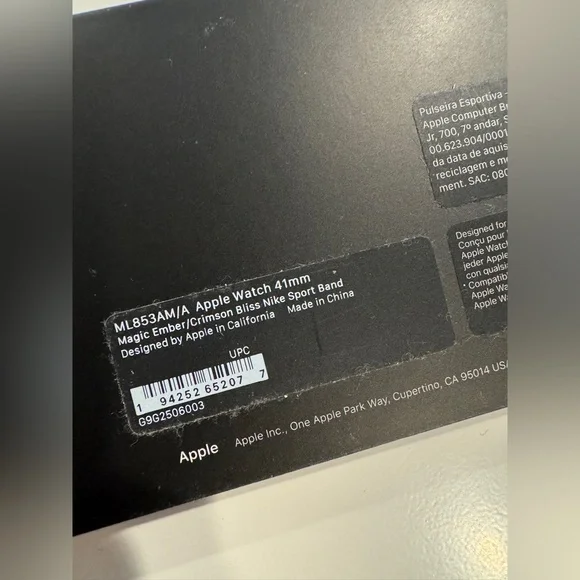 Pulseira Esportiva -
Apple Computer Br
Jr, 700, 7º andar, S
00.623.904/0001
da data de aquis
reciclagem e me
ment. SAC: 080
Designed for
Conçu pour
Apple Watch
jeder Apple
con qualsia
• Compatib
Apple Wa
Apple Wa
ML853AM/A Apple Watch 41mm
Magic Ember/Crimson Bliss Nike Sport Band
Designed by Apple in California Made in China
UPC
1 94252 65207 7
G9G2506003
Apple Apple Inc., One Apple Park Way, Cupertino, CA 95014 US/